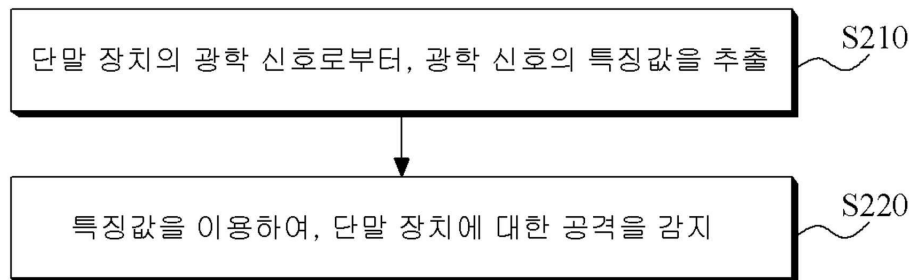 단말 장치의 광학 신호로부터, 광학 신호의 특징값을 추출
S210
특징값을 이용하여, 단말 장치에 대한 공격을 감지
S220